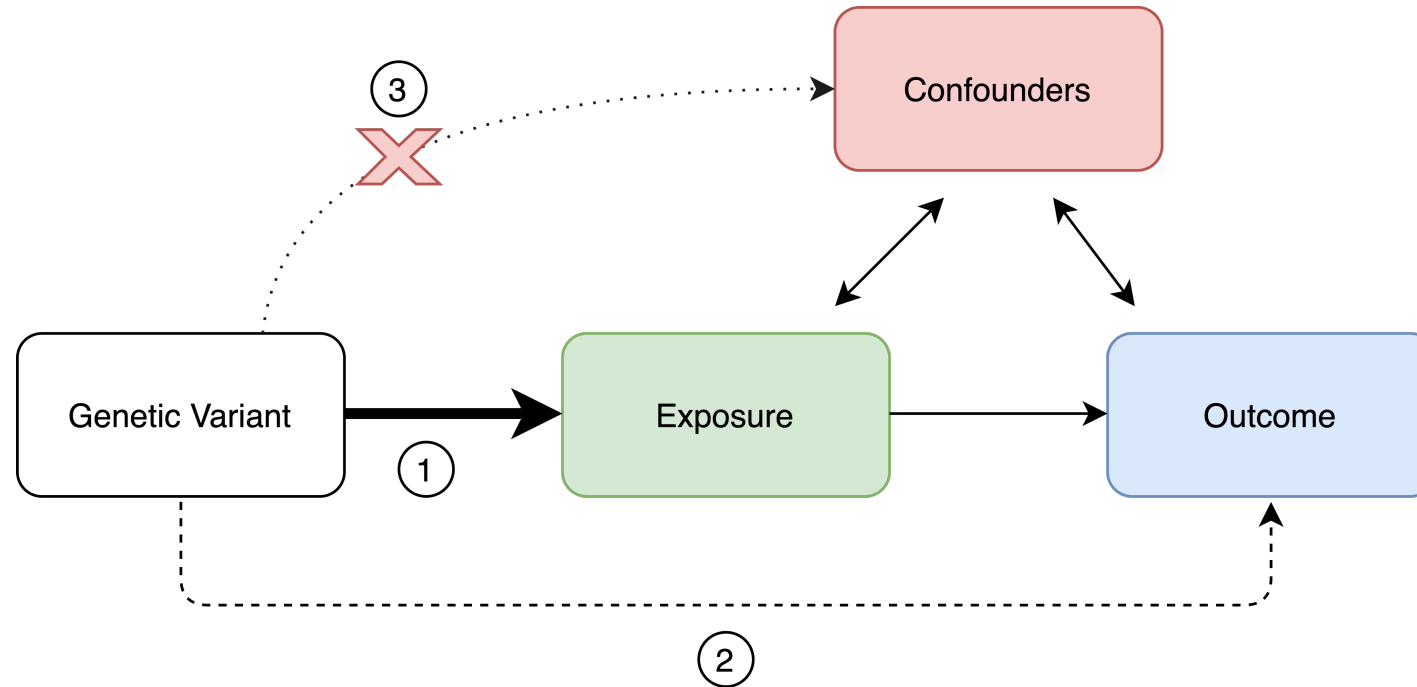 3
Confounders
Genetic Variant
Exposure
Outcome
1
2